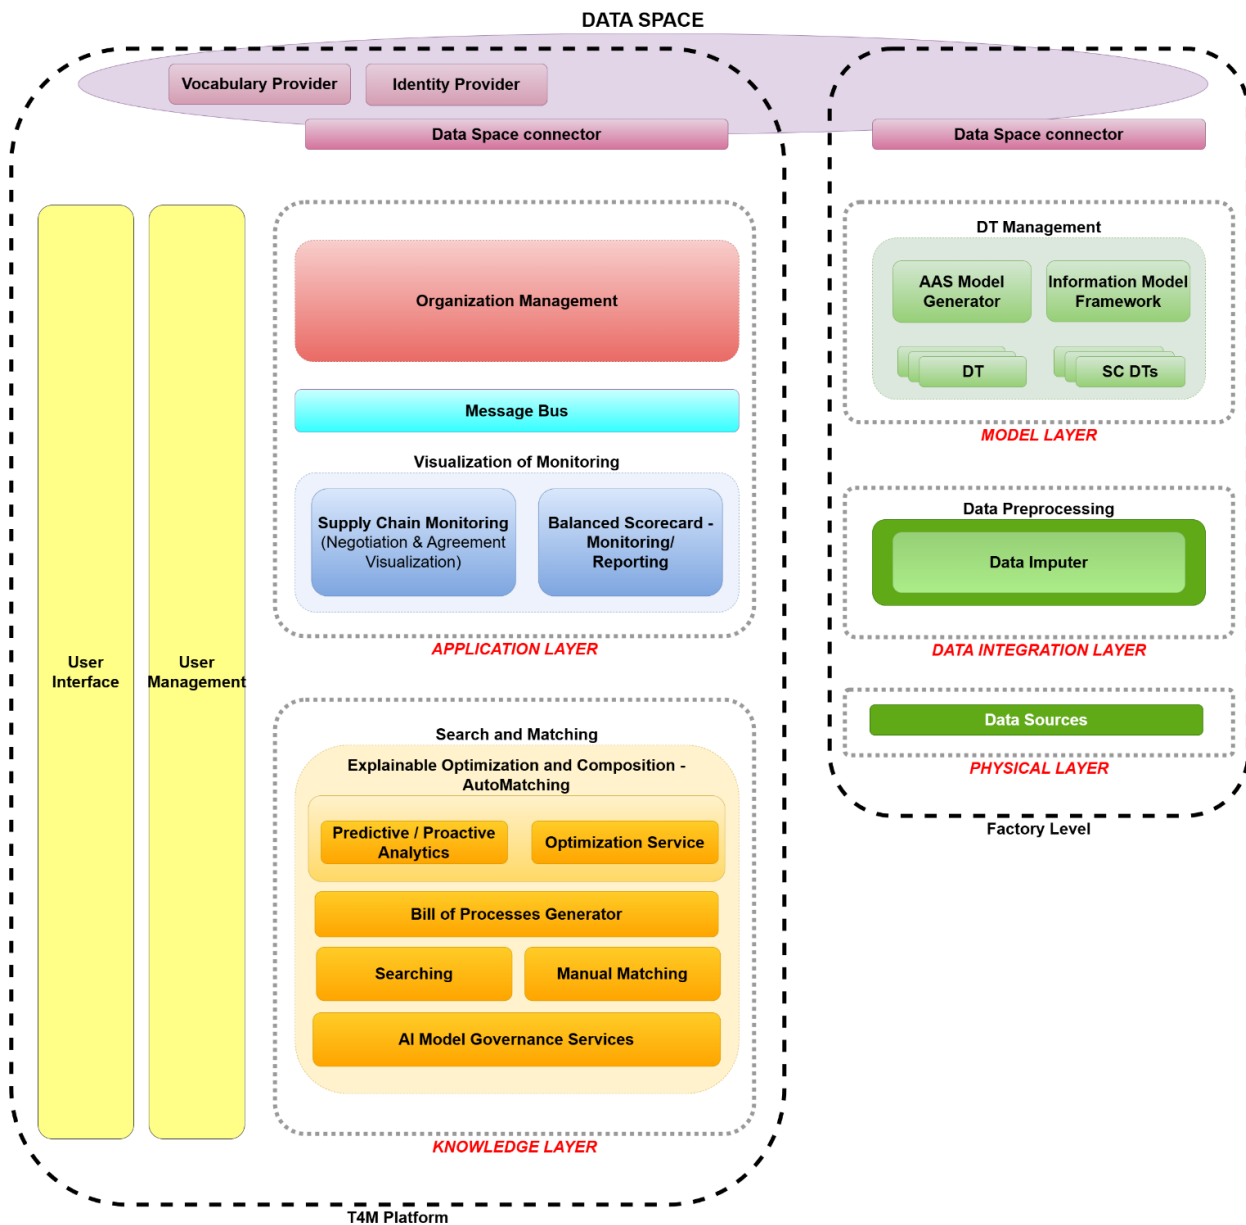 DATA SPACE
Vocabulary Provider
Identity Provider
Data Space connector
Data Space connector
User
Interface
User
Management
Organization Management
Message Bus
Visualization of Monitoring
Supply Chain Monitoring
(Negotiation & Agreement
Visualization)
Balanced Scorecard -
Monitoring/
Reporting
APPLICATION LAYER
Search and Matching
Explainable Optimization and Composition -
AutoMatching
Predictive / Proactive
Analytics
Optimization Service
Bill of Processes Generator
Searching
Manual Matching
AI Model Governance Services
KNOWLEDGE LAYER
T4M Platform
DT Management
AAS Model
Generator
Information Model
Framework
DT
SC DTs
MODEL LAYER
Data Preprocessing
Data Imputer
DATA INTEGRATION LAYER
Data Sources
PHYSICAL LAYER
Factory Level